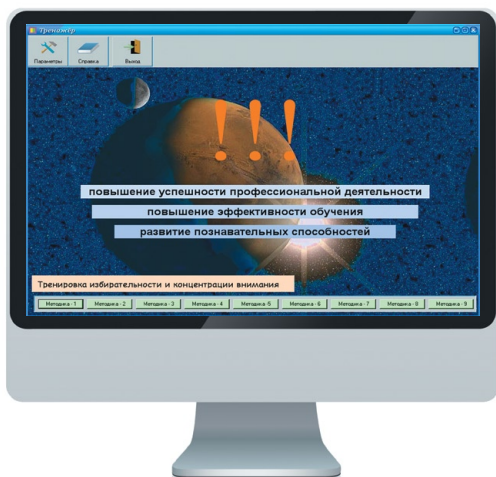 Тренажер
Параметры Справка Выход
!!!
повышение успешности профессиональной деятельности
повышение эффективности обучения
развитие познавательных способностей
Тренировка избирательности и концентрации внимания
Методика - 1 Методика - 2 Методика - 3 Методика - 4 Методика -5 Методика - 6 Методика - 7 Методика - 8 Методика - 9